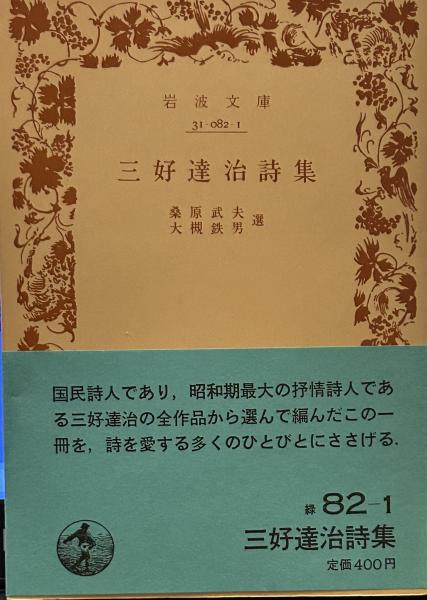 岩波文庫
31-082-1
三好達治詩集
桑原武夫
大槻鉄男
選
国民詩人であり，昭和期最大の抒情詩人であ
る三好達治の全作品から選んで編んだこの一
冊を，詩を愛する多くのひとびとにささげる．
緑 82-1
三好達治詩集
定価400円